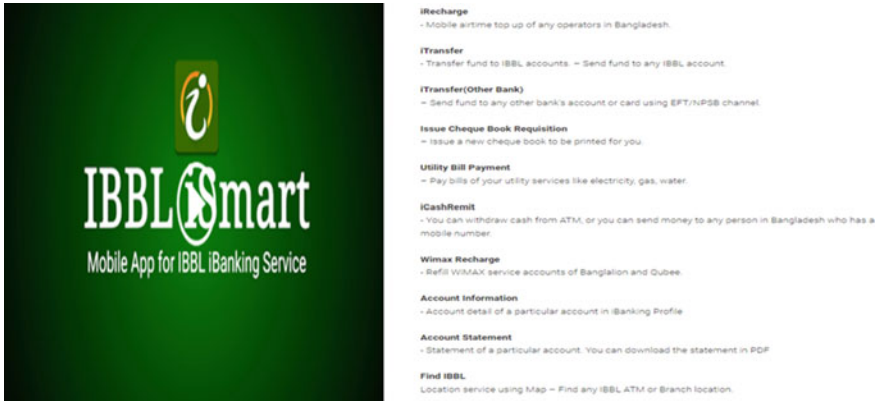 i
IBBL iSmart
Mobile App for IBBL iBanking Service
iRecharge
- Mobile airtime top up of any operators in Bangladesh.
iTransfer
- Transfer fund to IBBL accounts. – Send fund to any IBBL account.
iTransfer(Other Bank)
– Send fund to any other bank's account or card using EFT/NPSB channel.
Issue Cheque Book Requisition
– Issue a new cheque book to be printed for you.
Utility Bill Payment
– Pay bills of your utility services like electricity, gas, water.
iCashRemit
- You can withdraw cash from ATM, or you can send money to any person in Bangladesh who has a
mobile number.
Wimax Recharge
- Refill WiMAX service accounts of Banglalion and Qubee.
Account Information
- Account detail of a particular account in iBanking Profile
Account Statement
- Statement of a particular account. You can download the statement in PDF
Find IBBL
Location service using Map – Find any IBBL ATM or Branch location.